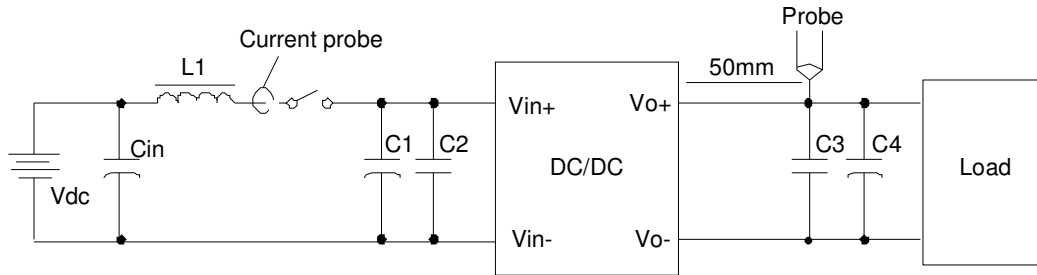 Probe
Current probe
L1
50mm
Vin+
Vo+
Cin
C1
C2
C3
C4
DC/DC
Load
Vdc
Vin-
Vo-